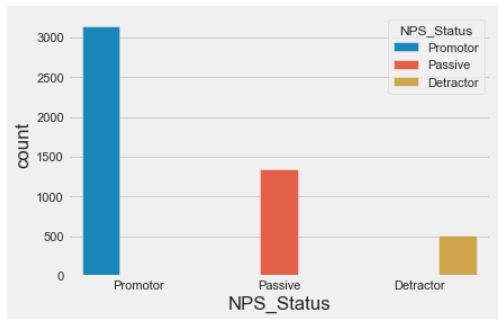 NPS_Status
Promotor
Passive
Detractor
3000
2500
2000
1500
1000
500
0
count
Promotor Passive Detractor
NPS_Status